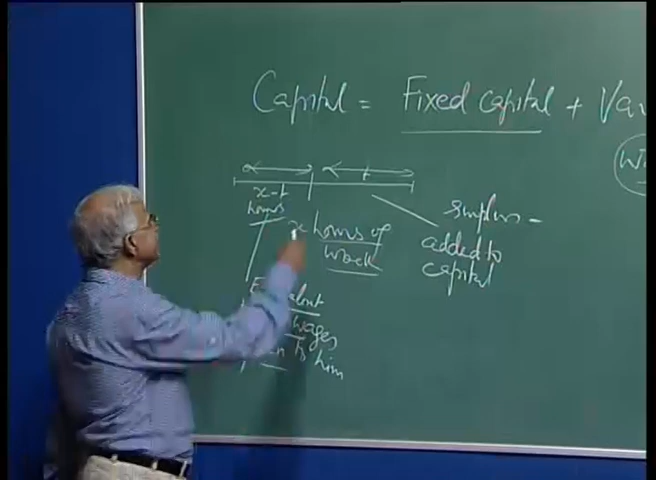 Capital = Fixed capital + Va
x-t
hours
x hours of
work
surplus -
added to
capital
wages
to him